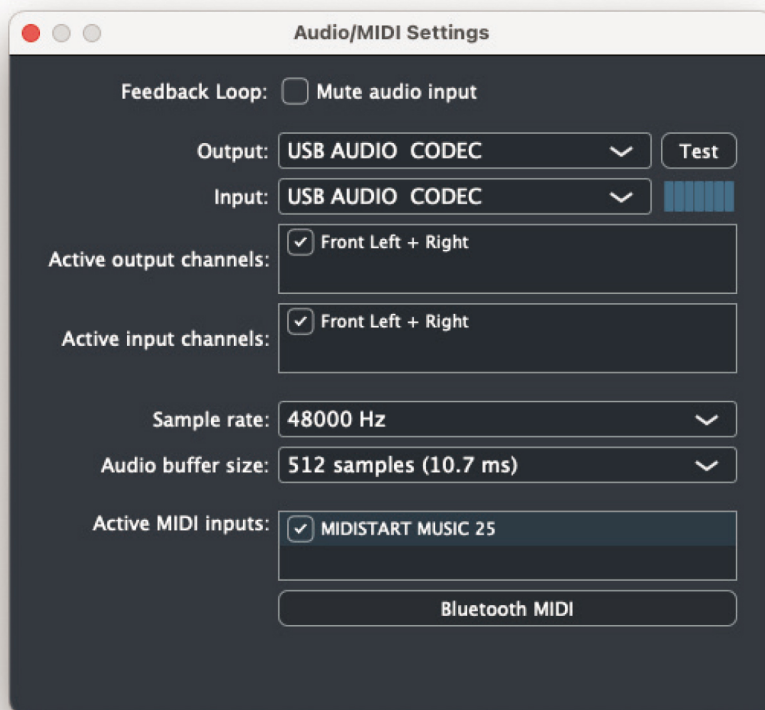 Audio/MIDI Settings
Feedback Loop: Mute audio input
Output: USB AUDIO  CODEC Test
Input: USB AUDIO  CODEC
Active output channels: Front Left + Right
Active input channels: Front Left + Right
Sample rate: 48000 Hz
Audio buffer size: 512 samples (10.7 ms)
Active MIDI inputs: MIDISTART MUSIC 25
Bluetooth MIDI